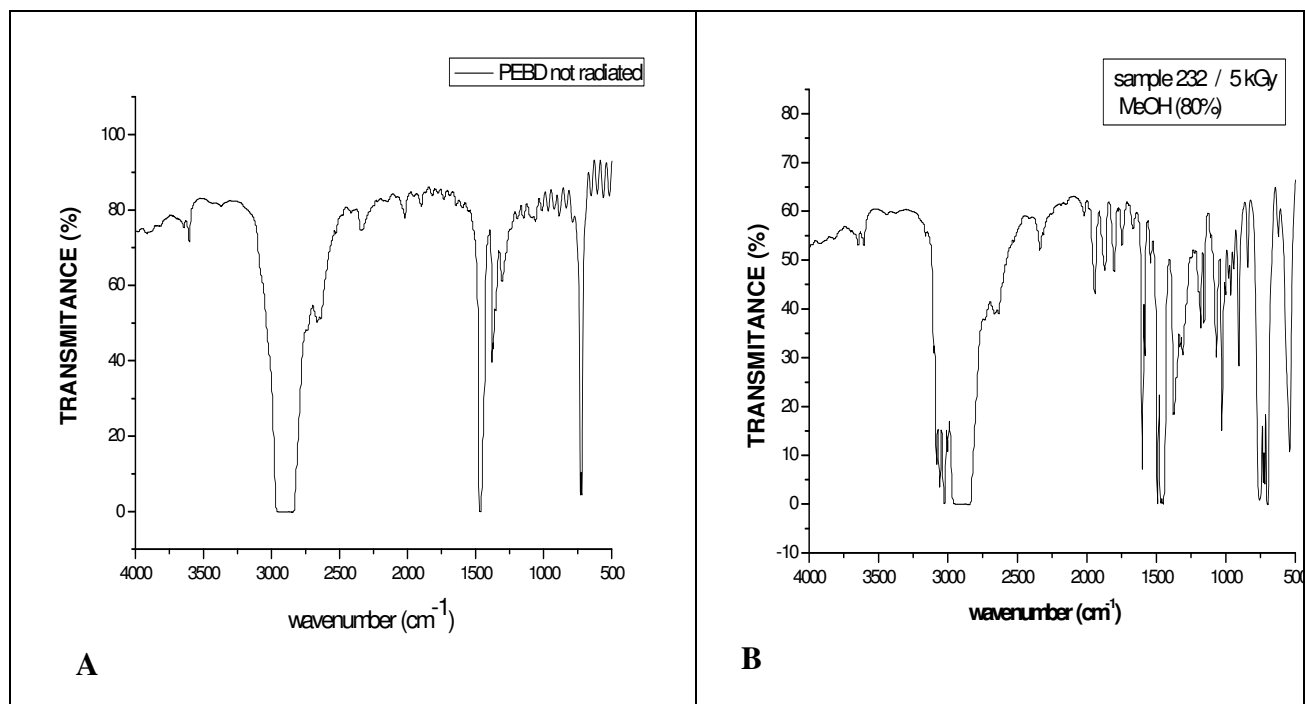 PEBD not radiated
TRANSMITANCE (%)
100
80
60
40
20
0
4000 3500 3000 2500 2000 1500 1000 500
wavenumber (cm-1)
A
sample 232 / 5 kGy
MeOH (80%)
TRANSMITANCE (%)
80
70
60
50
40
30
20
10
0
-10
4000 3500 3000 2500 2000 1500 1000 500
wavenumber (cm-1)
B